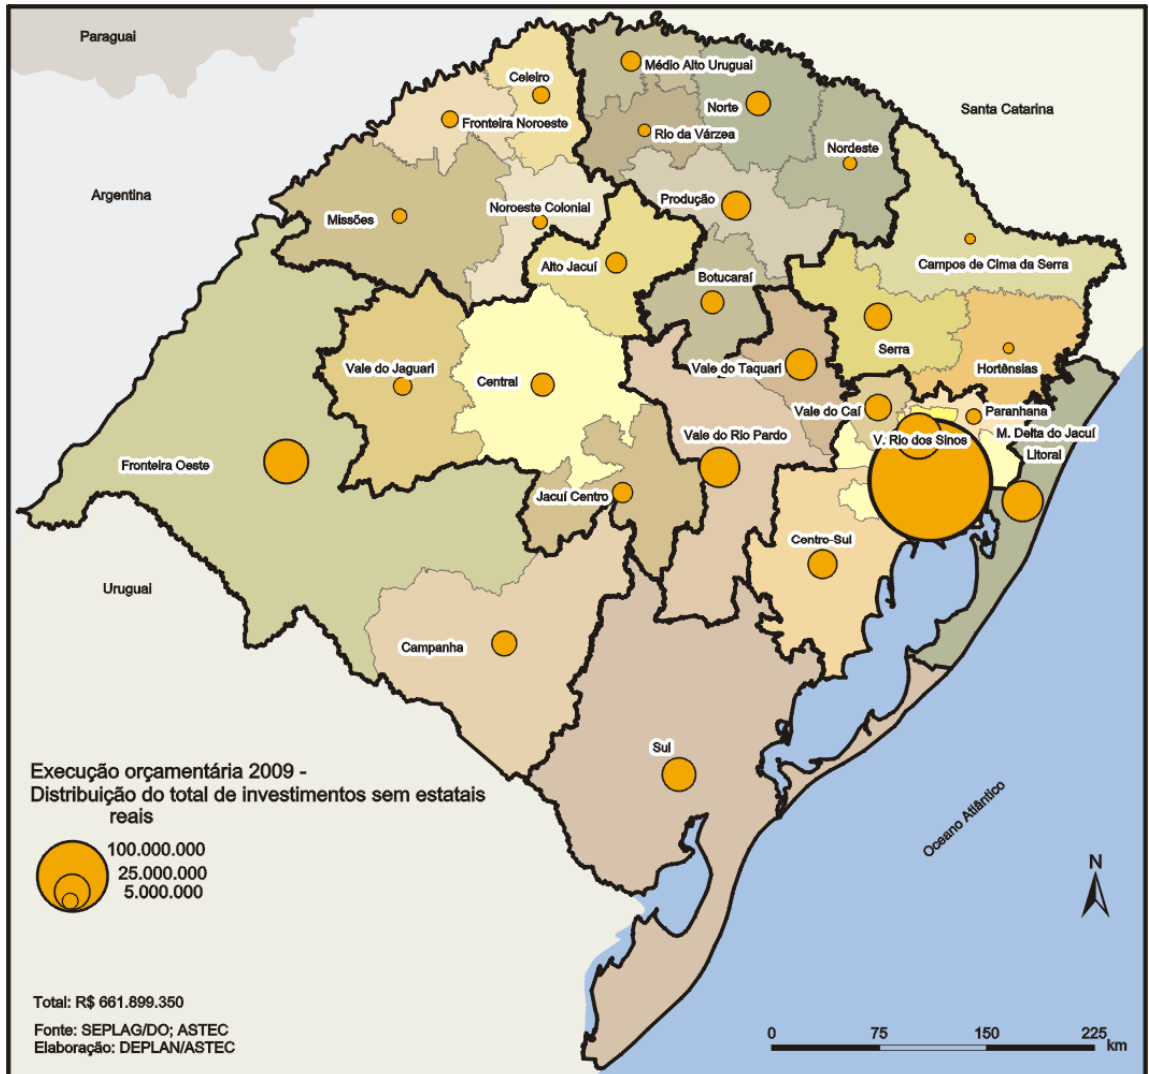 Paraguai
Médio Alto Uruguai
Celeiro
Norte
Santa Catarina
Fronteira Noroeste
Rio da Várzea
Nordeste
Argentina
Produção
Noroeste Colonial
Missões
Alto Jacuí
Campos de Cima da Serra
Botucaraí
Serra
Vale do Jaguari
Vale do Taquari
Hortênsias
Central
Vale do Caí
Paranhana
M. Delta do Jacuí
Vale do Rio Pardo
V. Rio dos Sinos
Litoral
Fronteira Oeste
Jacuí Centro
Centro-Sul
Uruguai
Campanha
Sul
Oceano Atlântico
Execução orçamentária 2009 -
Distribuição do total de investimentos sem estatais
reais
100.000.000
25.000.000
5.000.000
N
Total: R$ 661.899.350
Fonte: SEPLAG/DO; ASTEC
Elaboração: DEPLAN/ASTEC
0 75 150 225
km